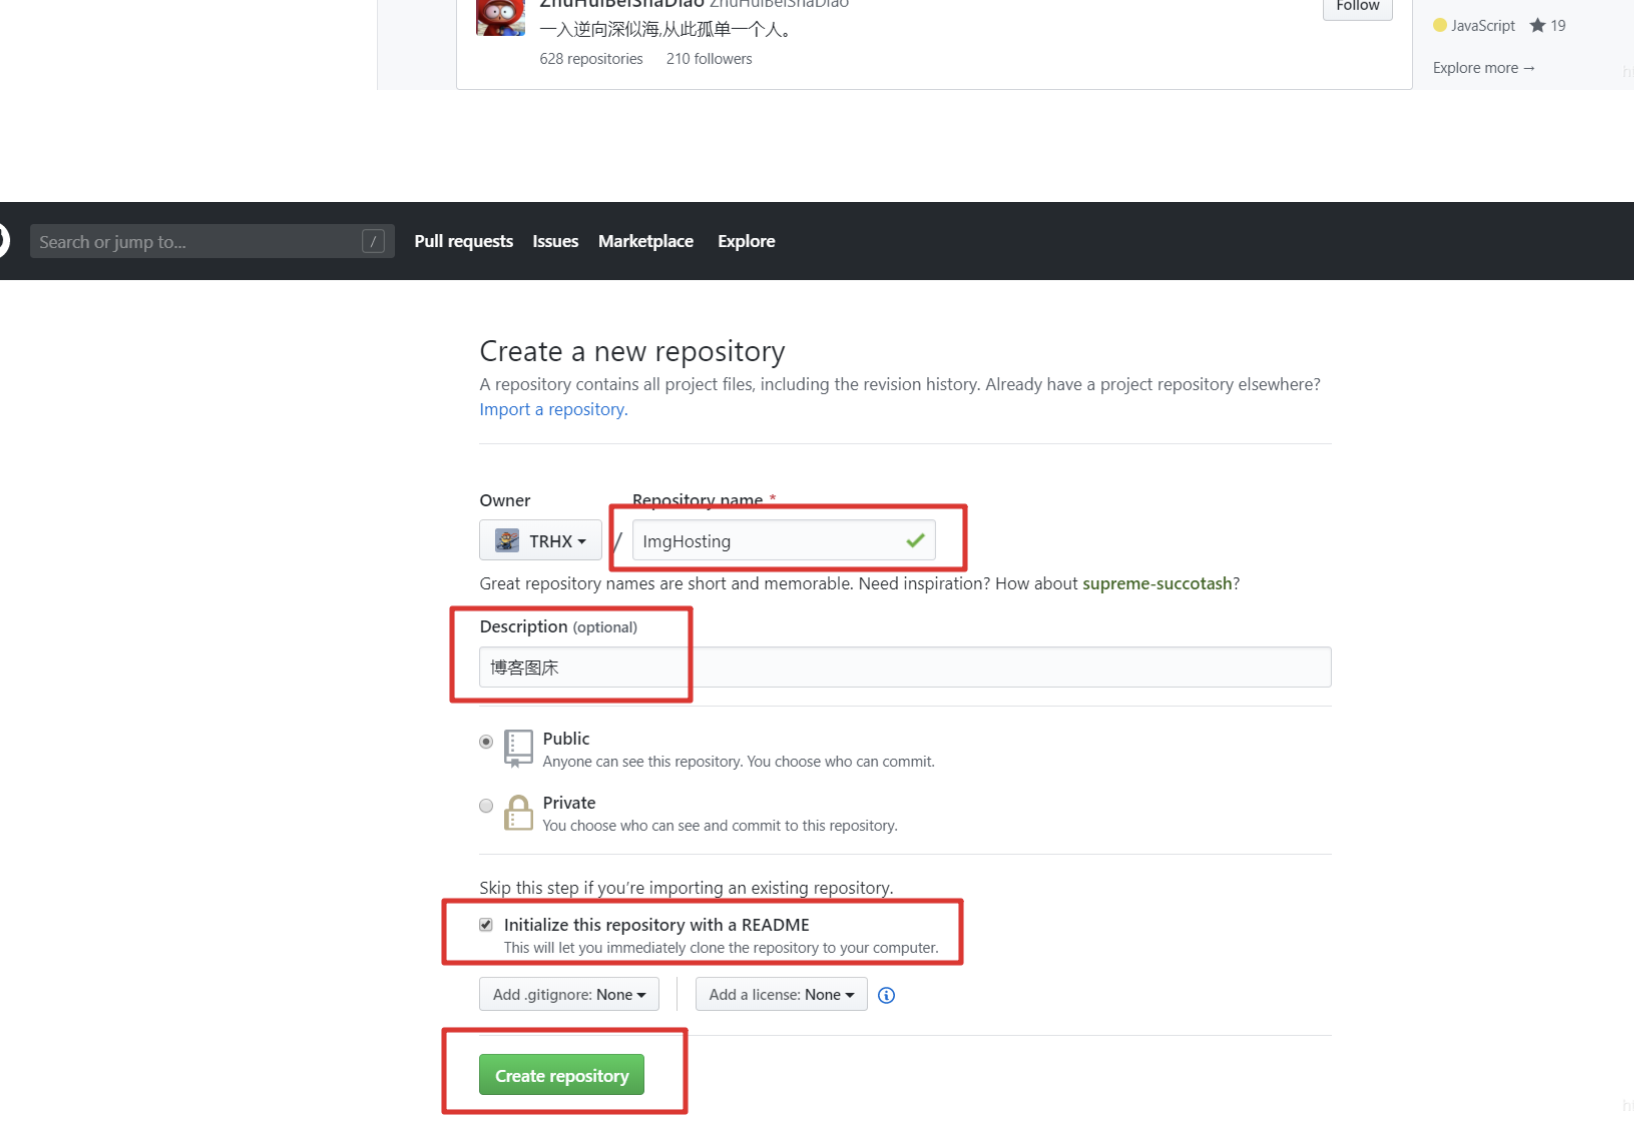 ZhuHuiBeiShaDiao ZhuHuiBeiShaDiao
Follow
一入逆向深似海,从此孤单一个人。
628 repositories 210 followers
JavaScript ★ 19
Explore more →
Search or jump to... /
Pull requests Issues Marketplace Explore
Create a new repository
A repository contains all project files, including the revision history. Already have a project repository elsewhere?
Import a repository.
Owner
Repository name *
TRHX / ImgHosting
Great repository names are short and memorable. Need inspiration? How about supreme-succotash?
Description (optional)
博客图床
Public
Anyone can see this repository. You choose who can commit.
Private
You choose who can see and commit to this repository.
Skip this step if you're importing an existing repository.
Initialize this repository with a README
This will let you immediately clone the repository to your computer.
Add .gitignore: None
Add a license: None
Create repository